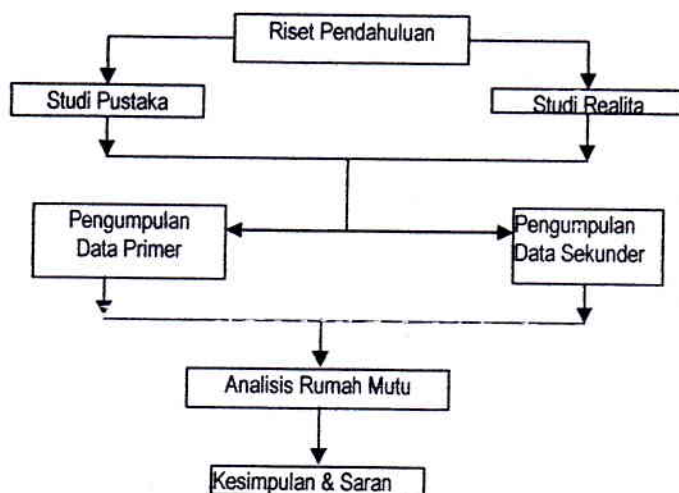 Riset Pendahuluan
Studi Pustaka
Studi Realita
Pengumpulan
Data Primer
Pengumpulan
Data Sekunder
Analisis Rumah Mutu
Kesimpulan & Saran